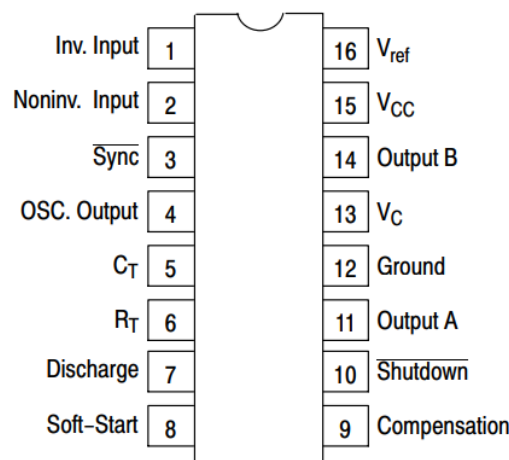 Inv. Input 1 16 Vref
Noninv. Input 2 15 VCC
Sync 3 14 Output B
OSC. Output 4 13 VC
CT 5 12 Ground
RT 6 11 Output A
Discharge 7 10 Shutdown
Soft-Start 8 9 Compensation